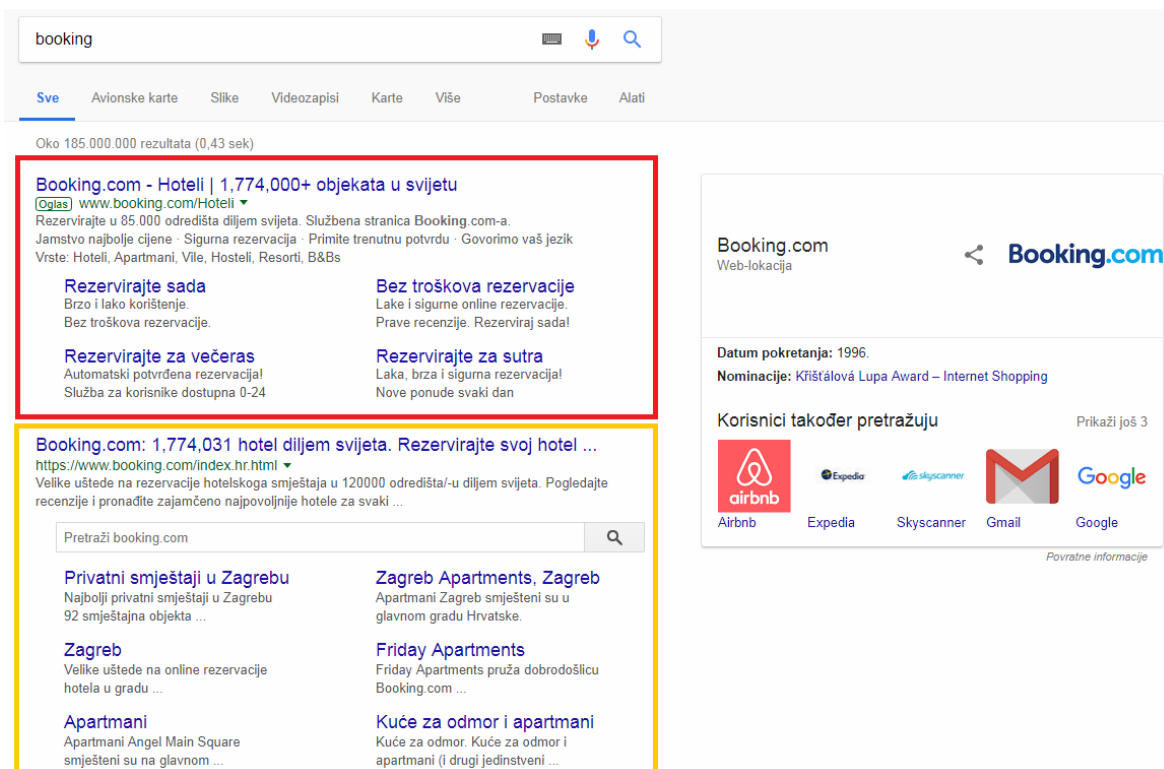 booking
Sve Avionske karte Slike Videozapisi Karte Više Postavke Alati
Oko 185.000.000 rezultata (0,43 sek)
Booking.com - Hoteli | 1,774,000+ objekata u svijetu
Oglas www.booking.com/Hoteli
Rezervirajte u 85.000 odredišta diljem svijeta. Službena stranica Booking.com-a.
Jamstvo najbolje cijene · Sigurna rezervacija · Primite trenutnu potvrdu · Govorimo vaš jezik
Vrste: Hoteli, Apartmani, Vile, Hosteli, Resorti, B&Bs
Rezervirajte sada
Brzo i lako korištenje.
Bez troškova rezervacije.
Bez troškova rezervacije
Lake i sigurne online rezervacije.
Prave recenzije. Rezerviraj sada!
Rezervirajte za večeras
Automatski potvrđena rezervacija!
Služba za korisnike dostupna 0-24
Rezervirajte za sutra
Laka, brza i sigurna rezervacija!
Nove ponude svaki dan
Booking.com: 1,774,031 hotel diljem svijeta. Rezervirajte svoj hotel ...
https://www.booking.com/index.hr.html
Velike uštede na rezervacije hotelskoga smještaja u 120000 odredišta/-u diljem svijeta. Pogledajte
recenzije i pronađite zajamčeno najpovoljnije hotele za svaki ...
Pretraži booking.com
Privatni smještaji u Zagrebu
Najbolji privatni smještaji u Zagrebu
92 smještajna objekta ...
Zagreb Apartments, Zagreb
Apartmani Zagreb smješteni su u
glavnom gradu Hrvatske.
Zagreb
Velike uštede na online rezervacije
hotela u gradu ...
Friday Apartments
Friday Apartments pruža dobrodošlicu
Booking.com ...
Apartmani
Apartmani Angel Main Square
smješteni su na glavnom ...
Kuće za odmor i apartmani
Kuće za odmor. Kuće za odmor i
apartmani (i drugi jedinstveni ...
Booking.com
Web-lokacija
Booking.com
Datum pokretanja: 1996.
Nominacije: Křišťálová Lupa Award – Internet Shopping
Korisnici također pretražuju Prikaži još 3
airbnb Expedia skyscanner Google
Airbnb Expedia Skyscanner Gmail Google
Povratne informacije